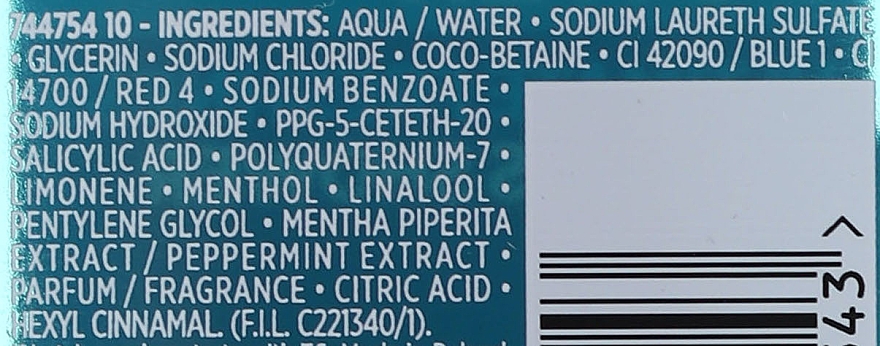 744754 10 - INGREDIENTS: AQUA / WATER • SODIUM LAURETH SULFATE
• GLYCERIN • SODIUM CHLORIDE • COCO-BETAINE • CI 42090 / BLUE 1 • CI
14700 / RED 4 • SODIUM BENZOATE •
SODIUM HYDROXIDE • PPG-5-CETETH-20 •
SALICYLIC ACID • POLYQUATERNIUM-7 •
LIMONENE • MENTHOL • LINALOOL •
PENTYLENE GLYCOL • MENTHA PIPERITA
EXTRACT / PEPPERMINT EXTRACT •
PARFUM / FRAGRANCE • CITRIC ACID •
HEXYL CINNAMAL. (F.I.L. C221340/1).
643 >